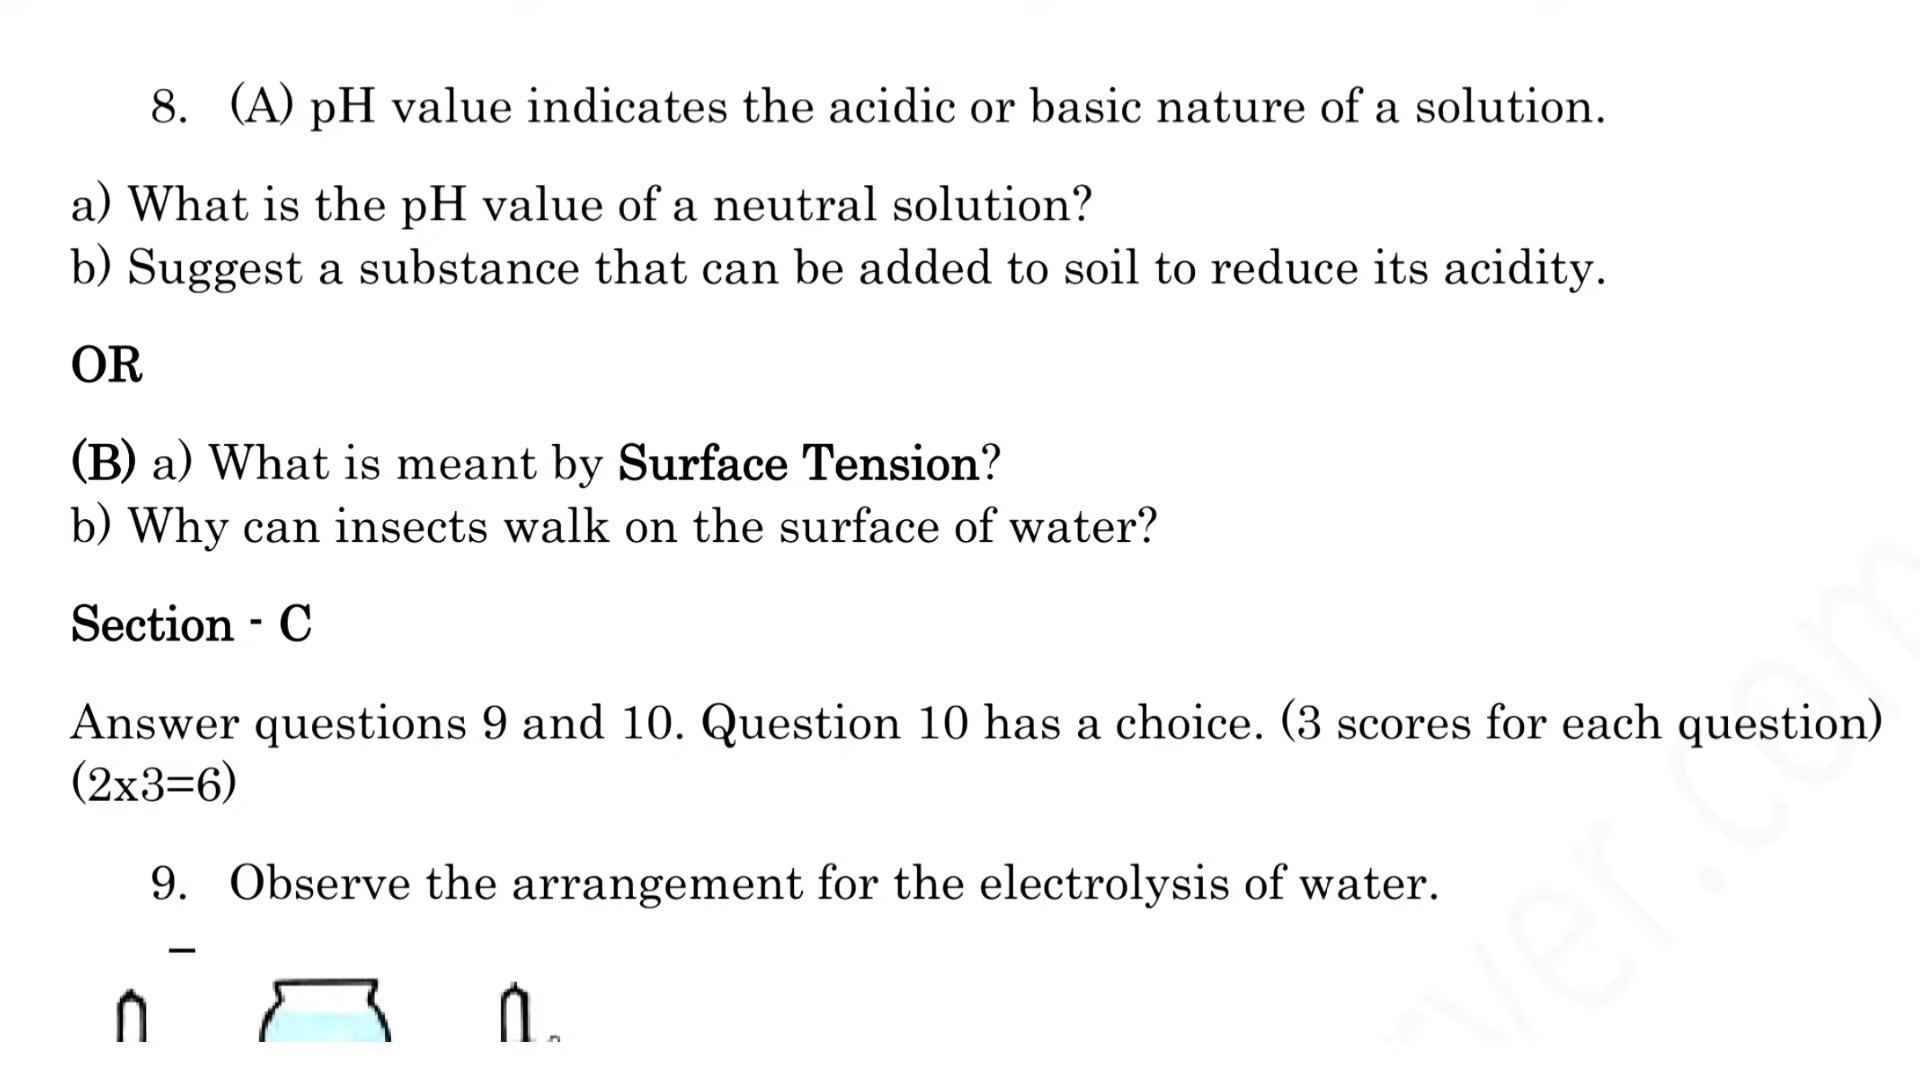 8. (A) pH value indicates the acidic or basic nature of a solution.
a) What is the pH value of a neutral solution?
b) Suggest a substance that can be added to soil to reduce its acidity.
OR
(B) a) What is meant by Surface Tension?
b) Why can insects walk on the surface of water?
Section - C
Answer questions 9 and 10. Question 10 has a choice. (3 scores for each question)
(2x3=6)
9. Observe the arrangement for the electrolysis of water.